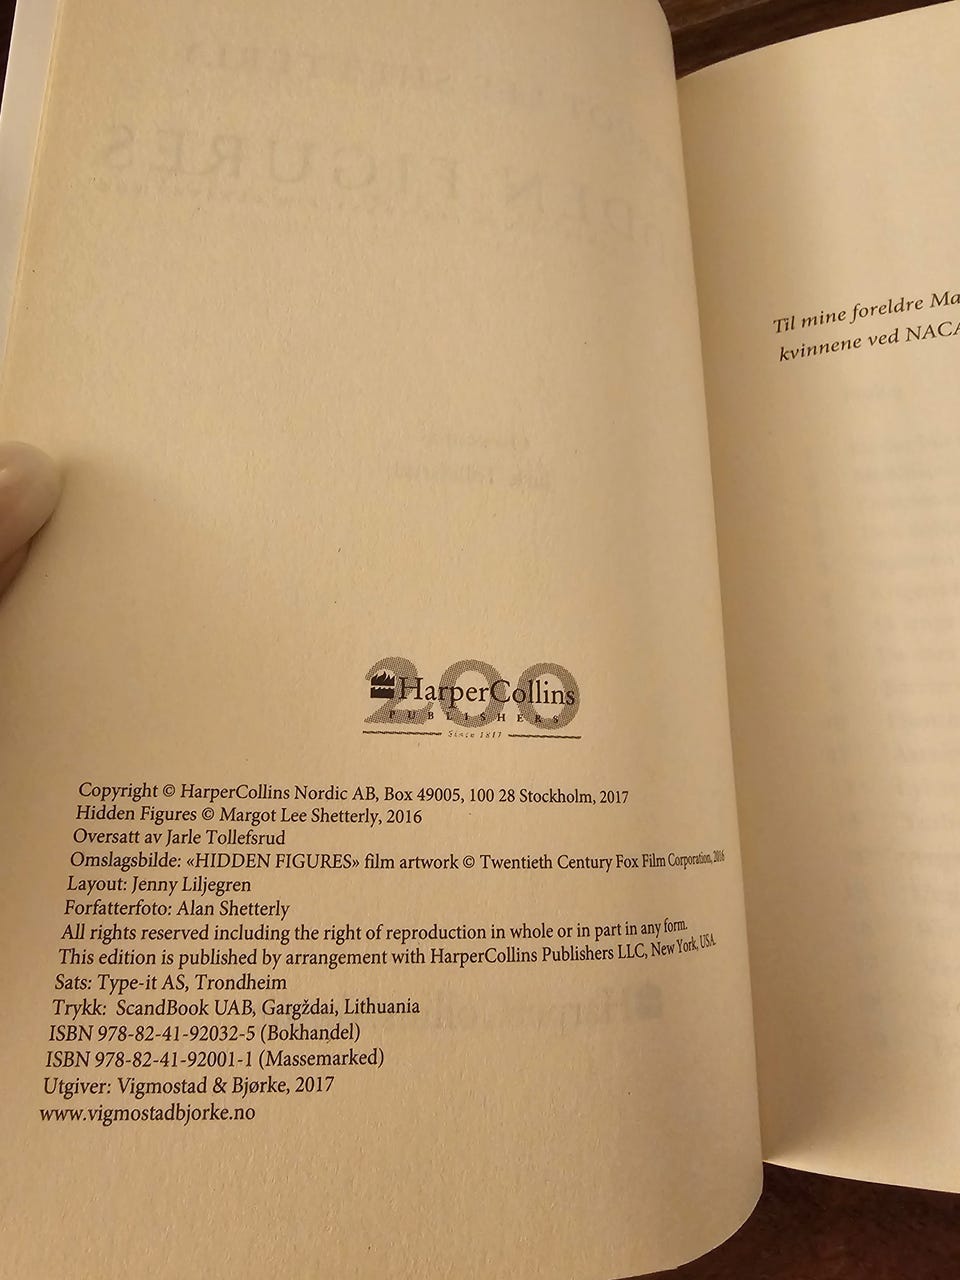 200
HarperCollins
PUBLISHERS
Since 1817
Copyright © HarperCollins Nordic AB, Box 49005, 100 28 Stockholm, 2017
Hidden Figures © Margot Lee Shetterly, 2016
Oversatt av Jarle Tollefsrud
Omslagsbilde: «HIDDEN FIGURES» film artwork © Twentieth Century Fox Film Corporation, 2016
Layout: Jenny Liljegren
Forfatterfoto: Alan Shetterly
All rights reserved including the right of reproduction in whole or in part in any form.
This edition is published by arrangement with HarperCollins Publishers LLC, New York, USA.
Sats: Type-it AS, Trondheim
Trykk: ScandBook UAB, Gargždai, Lithuania
ISBN 978-82-41-92032-5 (Bokhandel)
ISBN 978-82-41-92001-1 (Massemarked)
Utgiver: Vigmostad & Bjørke, 2017
www.vigmostadbjorke.no
Til mine foreldre Ma
kvinnene ved NACA